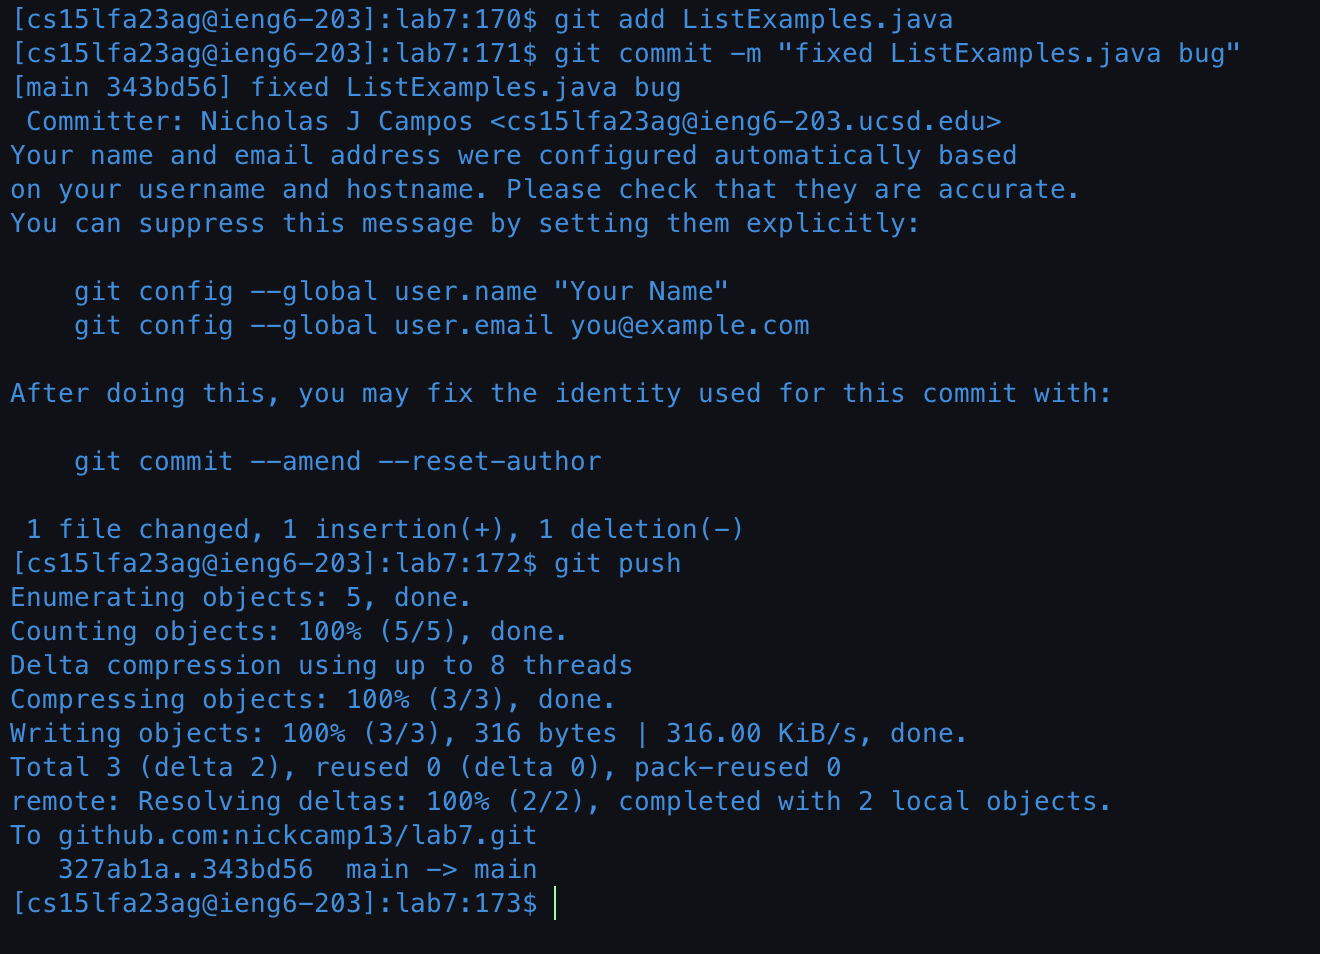 [cs15lfa23ag@ieng6-203]:lab7:170$ git add ListExamples.java
[cs15lfa23ag@ieng6-203]:lab7:171$ git commit -m "fixed ListExamples.java bug"
[main 343bd56] fixed ListExamples.java bug
 Committer: Nicholas J Campos <cs15lfa23ag@ieng6-203.ucsd.edu>
Your name and email address were configured automatically based
on your username and hostname. Please check that they are accurate.
You can suppress this message by setting them explicitly:

    git config --global user.name "Your Name"
    git config --global user.email you@example.com

After doing this, you may fix the identity used for this commit with:

    git commit --amend --reset-author

 1 file changed, 1 insertion(+), 1 deletion(-)
[cs15lfa23ag@ieng6-203]:lab7:172$ git push
Enumerating objects: 5, done.
Counting objects: 100% (5/5), done.
Delta compression using up to 8 threads
Compressing objects: 100% (3/3), done.
Writing objects: 100% (3/3), 316 bytes | 316.00 KiB/s, done.
Total 3 (delta 2), reused 0 (delta 0), pack-reused 0
remote: Resolving deltas: 100% (2/2), completed with 2 local objects.
To github.com:nickcamp13/lab7.git
   327ab1a..343bd56  main -> main
[cs15lfa23ag@ieng6-203]:lab7:173$